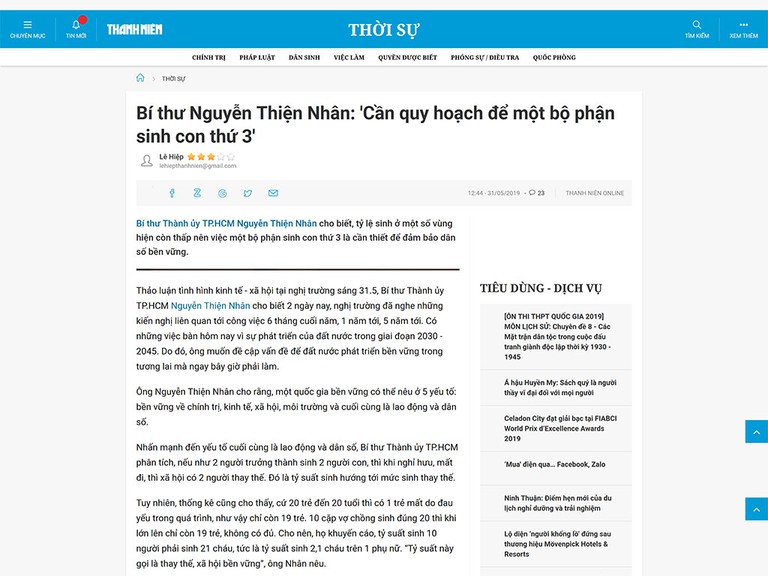 CHUYÊN MỤC
TIN MỚI
THANH NIÊN
THỜI SỰ
TÌM KIẾM
XEM THÊM
CHÍNH TRỊ
PHÁP LUẬT
DÂN SINH
VIỆC LÀM
QUYỀN ĐƯỢC BIẾT
PHÓNG SỰ / ĐIỀU TRA
QUỐC PHÒNG
THỜI SỰ
Bí thư Nguyễn Thiện Nhân: 'Cần quy hoạch để một bộ phận
sinh con thứ 3'
Lê Hiệp
lehiepthanhnien@gmail.com
12:44 - 31/05/2019
23
THANH NIÊN ONLINE
Bí thư Thành ủy TP.HCM Nguyễn Thiện Nhân cho biết, tỷ lệ sinh ở một số vùng
hiện còn thấp nên việc một bộ phận sinh con thứ 3 là cần thiết để đảm bảo dân
số bền vững.
Thảo luận tình hình kinh tế - xã hội tại nghị trường sáng 31.5, Bí thư Thành ủy
TP.HCM Nguyễn Thiện Nhân cho biết 2 ngày nay, nghị trường đã nghe những
kiến nghị liên quan tới công việc 6 tháng cuối năm, 1 năm tới, 5 năm tới. Có
những việc bàn hôm nay vì sự phát triển của đất nước trong giai đoạn 2030 -
2045. Do đó, ông muốn đề cập vấn đề để đất nước phát triển bền vững trong
tương lai mà ngay bây giờ phải làm.
Ông Nguyễn Thiện Nhân cho rằng, một quốc gia bền vững có thể nêu ở 5 yếu tố:
bền vững về chính trị, kinh tế, xã hội, môi trường và cuối cùng là lao động và dân
số.
Nhấn mạnh đến yếu tố cuối cùng là lao động và dân số, Bí thư Thành ủy TP.HCM
phân tích, nếu như 2 người trưởng thành sinh 2 người con, thì khi nghỉ hưu, mất
đi, thì xã hội có 2 người thay thế. Đó là tỷ suất sinh hướng tới mức sinh thay thế.
Tuy nhiên, thống kê cũng cho thấy, cứ 20 trẻ đến 20 tuổi thì có 1 trẻ mất do đau
yếu trong quá trình, như vậy chỉ còn 19 trẻ. 10 cặp vợ chồng sinh đúng 20 thì khi
lớn lên chỉ còn 19 trẻ, không có đủ. Cho nên, họ khuyến cáo, tỷ suất sinh 10
người phải sinh 21 cháu, tức là tỷ suất sinh 2,1 cháu trên 1 phụ nữ. “Tỷ suất này
gọi là thay thế, xã hội bền vững”, ông Nhân nêu.
TIÊU DÙNG - DỊCH VỤ
[ÔN THI THPT QUỐC GIA 2019]
MÔN LỊCH SỬ: Chuyên đề 8 - Các
Mặt trận dân tộc trong cuộc đấu
tranh giành độc lập thời kỳ 1930 -
1945
Á hậu Huyền My: Sách quý là người
thầy vĩ đại đối với mọi người
Celadon City đạt giải bạc tại FIABCI
World Prix d’Excellence Awards
2019
'Mua' điện qua… Facebook, Zalo
Ninh Thuận: Điểm hẹn mới của du
lịch nghỉ dưỡng và trải nghiệm
Lộ diện 'người khổng lồ' đứng sau
thương hiệu Mövenpick Hotels &
Resorts